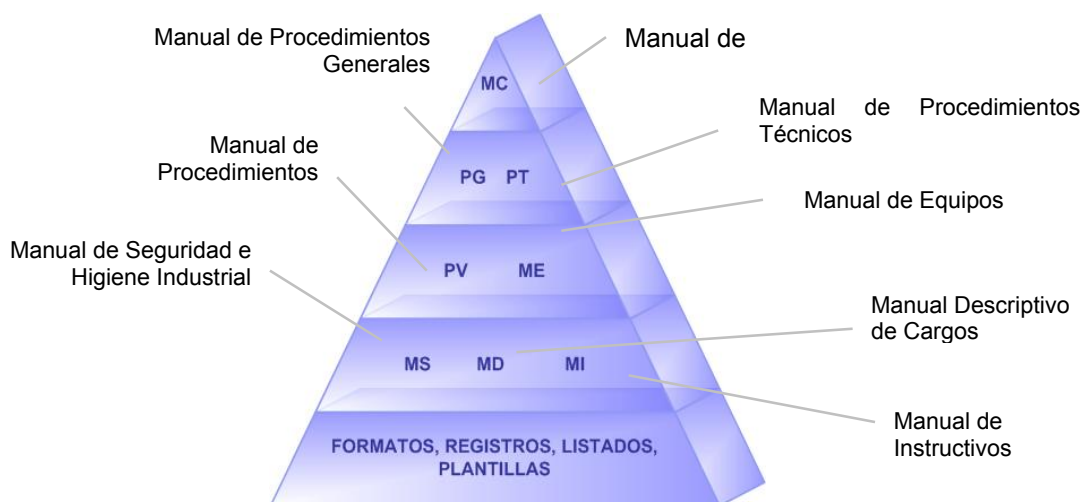 Manual de Procedimientos
Generales
Manual de
MC
Manual de Procedimientos
Técnicos
Manual de
Procedimientos
PG PT
Manual de Equipos
Manual de Seguridad e
Higiene Industrial
PV ME
Manual Descriptivo
de Cargos
MS MD MI
Manual de
Instructivos
FORMATOS, REGISTROS, LISTADOS,
PLANTILLAS